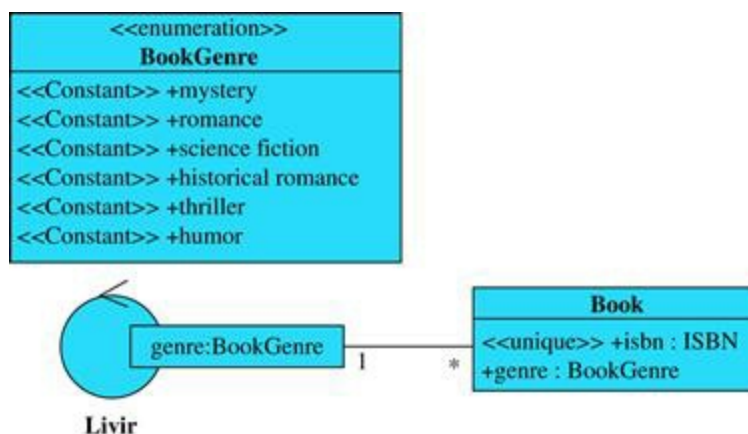 <<enumeration>>
BookGenre
<<Constant>> +mystery
<<Constant>> +romance
<<Constant>> +science fiction
<<Constant>> +historical romance
<<Constant>> +thriller
<<Constant>> +humor
genre:BookGenre
1
*
Book
<<unique>> +isbn : ISBN
+genre : BookGenre
Livir